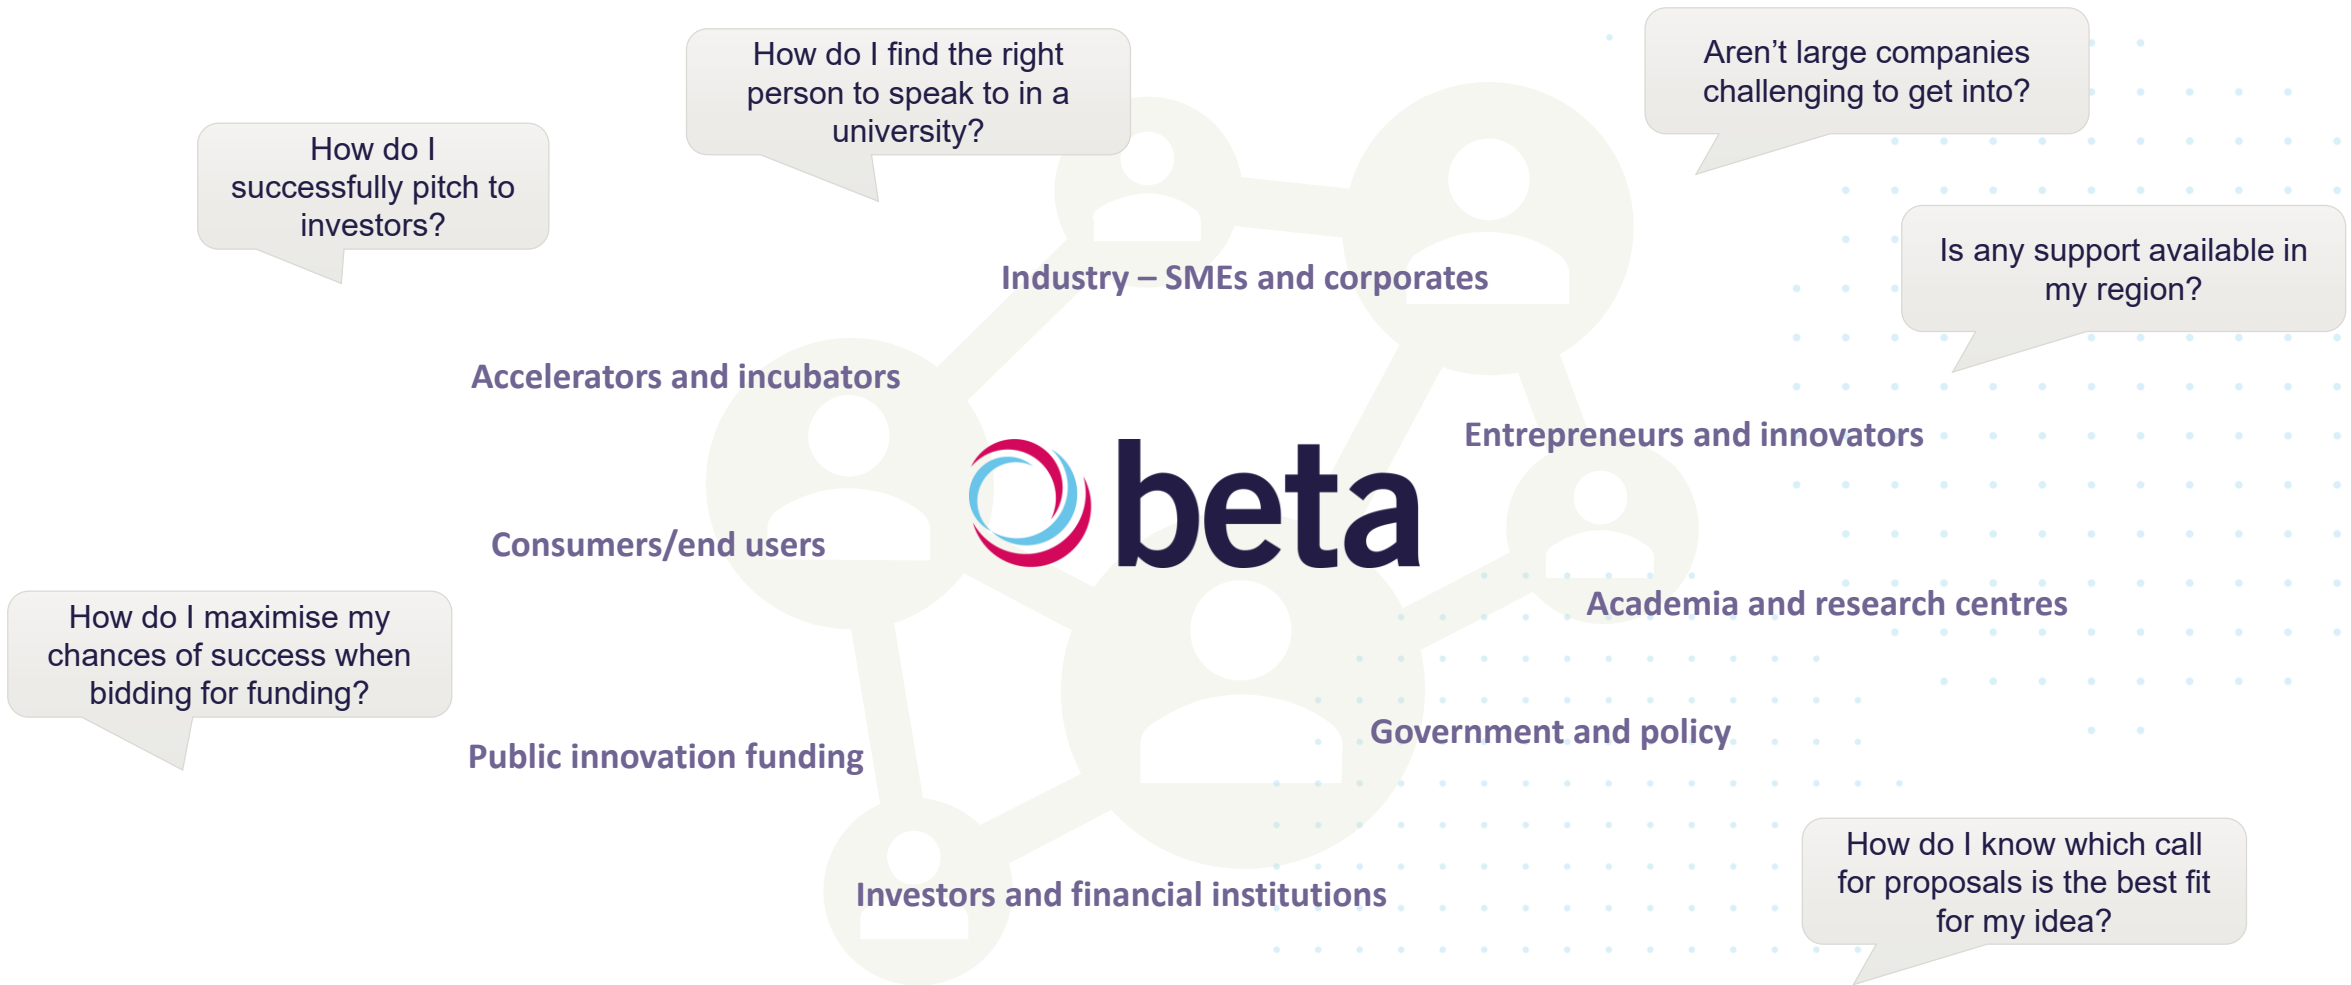 How do I find the right
person to speak to in a
university?
Aren’t large companies
challenging to get into?
How do I
successfully pitch to
investors?
Is any support available in
my region?
Industry – SMEs and corporates
Accelerators and incubators
Entrepreneurs and innovators
beta
Consumers/end users
Academia and research centres
How do I maximise my
chances of success when
bidding for funding?
Government and policy
Public innovation funding
Investors and financial institutions
How do I know which call
for proposals is the best fit
for my idea?